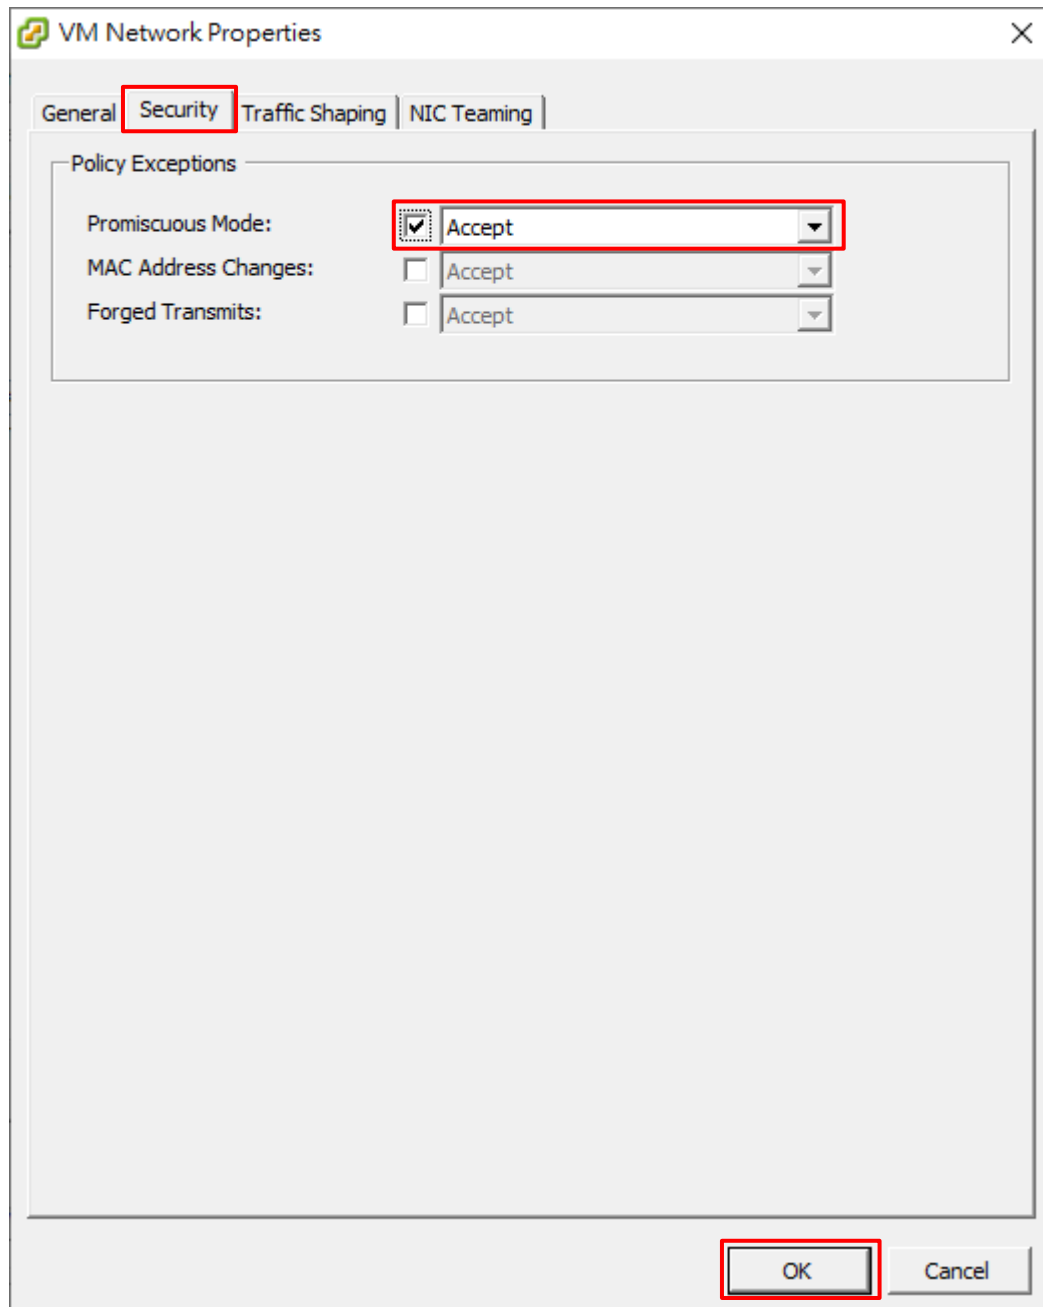 VM Network Properties
General Security Traffic Shaping NIC Teaming
Policy Exceptions
Promiscuous Mode: Accept
MAC Address Changes: Accept
Forged Transmits: Accept
OK Cancel